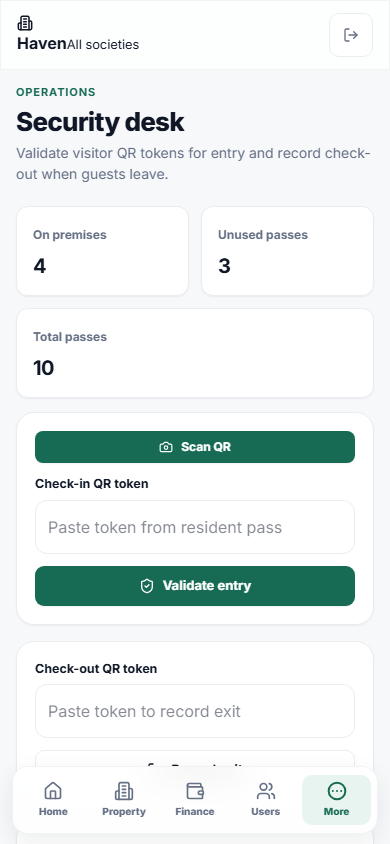 HavenAll societies
OPERATIONS
Security desk
Validate visitor QR tokens for entry and record check-
out when guests leave.
On premises
4
Unused passes
3
Total passes
10
Scan QR
Check-in QR token
Paste token from resident pass
Validate entry
Check-out QR token
Paste token to record exit
Home
Property
Finance
Users
More